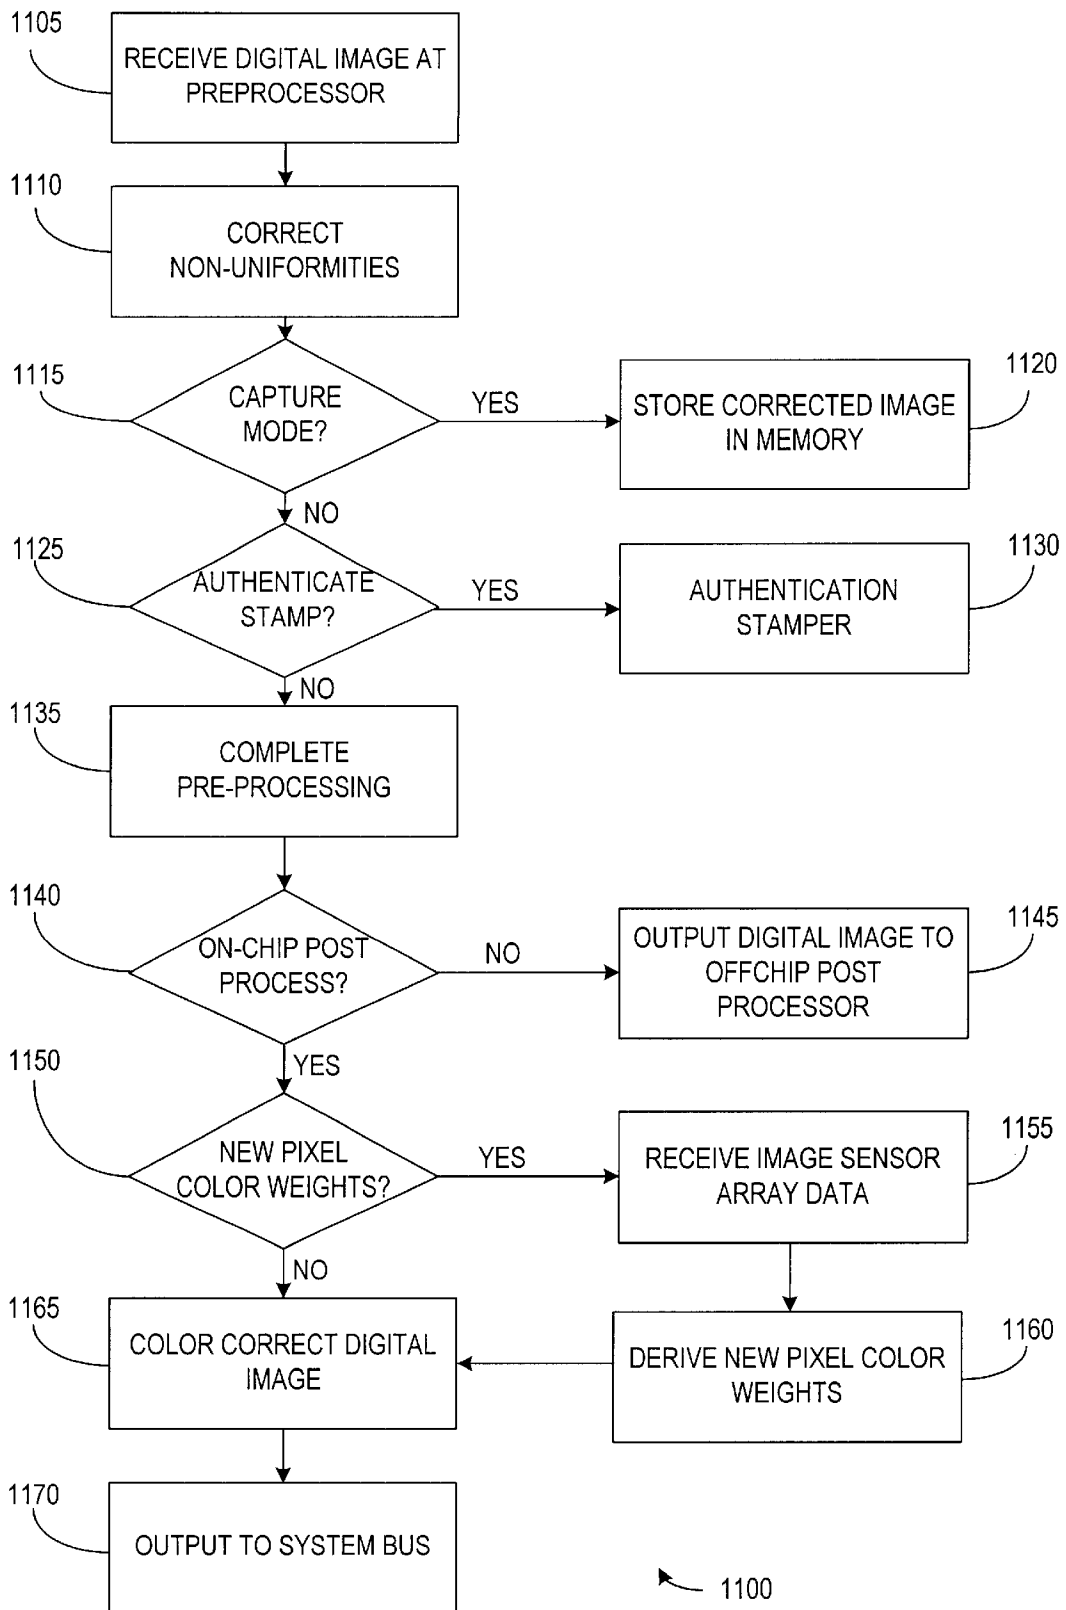 1105
RECEIVE DIGITAL IMAGE AT
PREPROCESSOR
1110
CORRECT
NON-UNIFORMITIES
1115
CAPTURE
MODE?
YES
STORE CORRECTED IMAGE
IN MEMORY
1120
NO
1125
AUTHENTICATE
STAMP?
YES
AUTHENTICATION
STAMPER
1130
NO
1135
COMPLETE
PRE-PROCESSING
1140
ON-CHIP POST
PROCESS?
NO
OUTPUT DIGITAL IMAGE TO
OFFCHIP POST
PROCESSOR
1145
YES
1150
NEW PIXEL
COLOR WEIGHTS?
YES
RECEIVE IMAGE SENSOR
ARRAY DATA
1155
NO
1165
COLOR CORRECT DIGITAL
IMAGE
DERIVE NEW PIXEL COLOR
WEIGHTS
1160
1170
OUTPUT TO SYSTEM BUS
1100